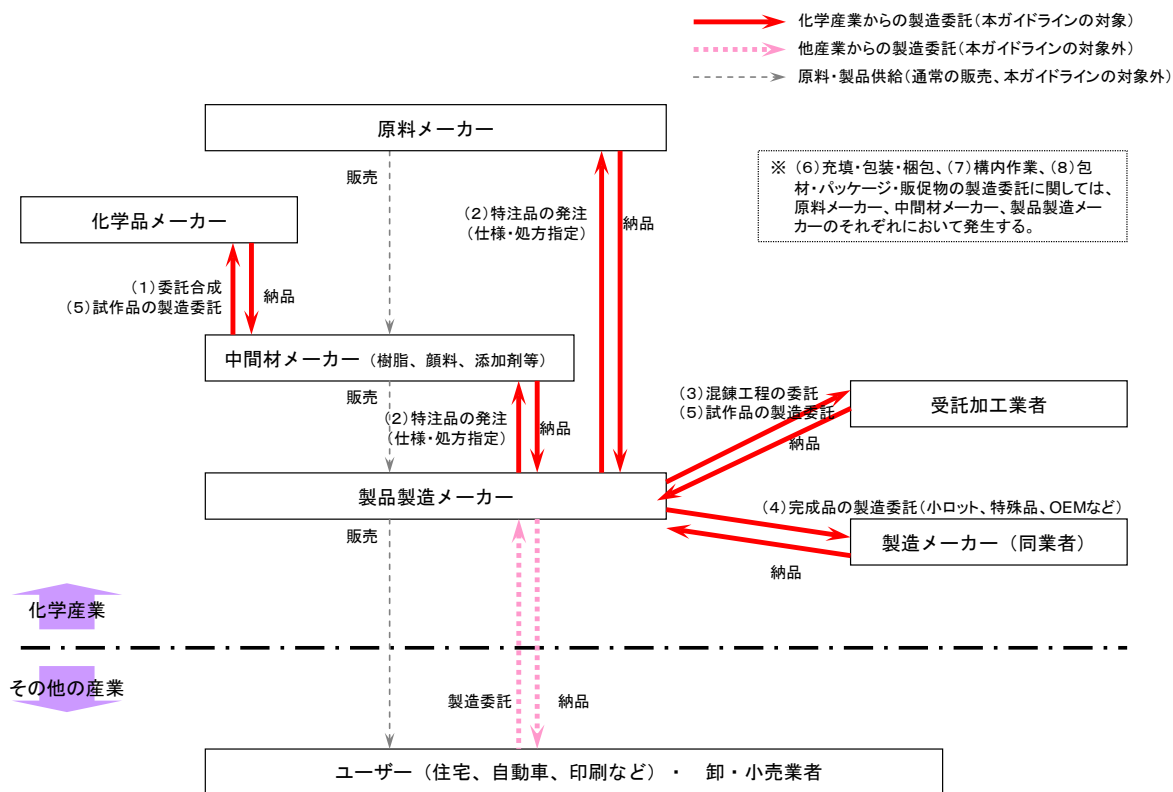 化学産業からの製造委託(本ガイドラインの対象)
他産業からの製造委託(本ガイドラインの対象外)
原料・製品供給(通常の販売、本ガイドラインの対象外)
原料メーカー
※ (6)充填・包装・梱包、(7)構内作業、(8)包
材・パッケージ・販促物の製造委託に関しては、
原料メーカー、中間材メーカー、製品製造メー
カーのそれぞれにおいて発生する。
販売
(2)特注品の発注
(仕様・処方指定)
納品
化学品メーカー
(1)委託合成
(5)試作品の製造委託
納品
中間材メーカー(樹脂、顔料、添加剤等)
販売
(2)特注品の発注
(仕様・処方指定)
納品
(3)混錬工程の委託
(5)試作品の製造委託
受託加工業者
納品
製品製造メーカー
(4)完成品の製造委託(小ロット、特殊品、OEMなど)
販売
製造メーカー(同業者)
納品
化学産業
その他の産業
製造委託
納品
ユーザー(住宅、自動車、印刷など)・ 卸・小売業者